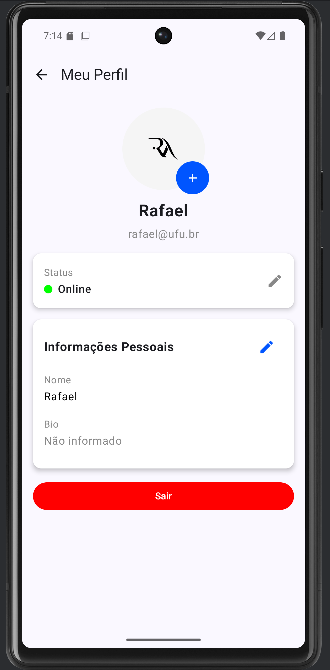 7:14
Meu Perfil
RA
+
Rafael
rafael@ufu.br
Status
Online
Informações Pessoais
Nome
Rafael
Bio
Não informado
Sair